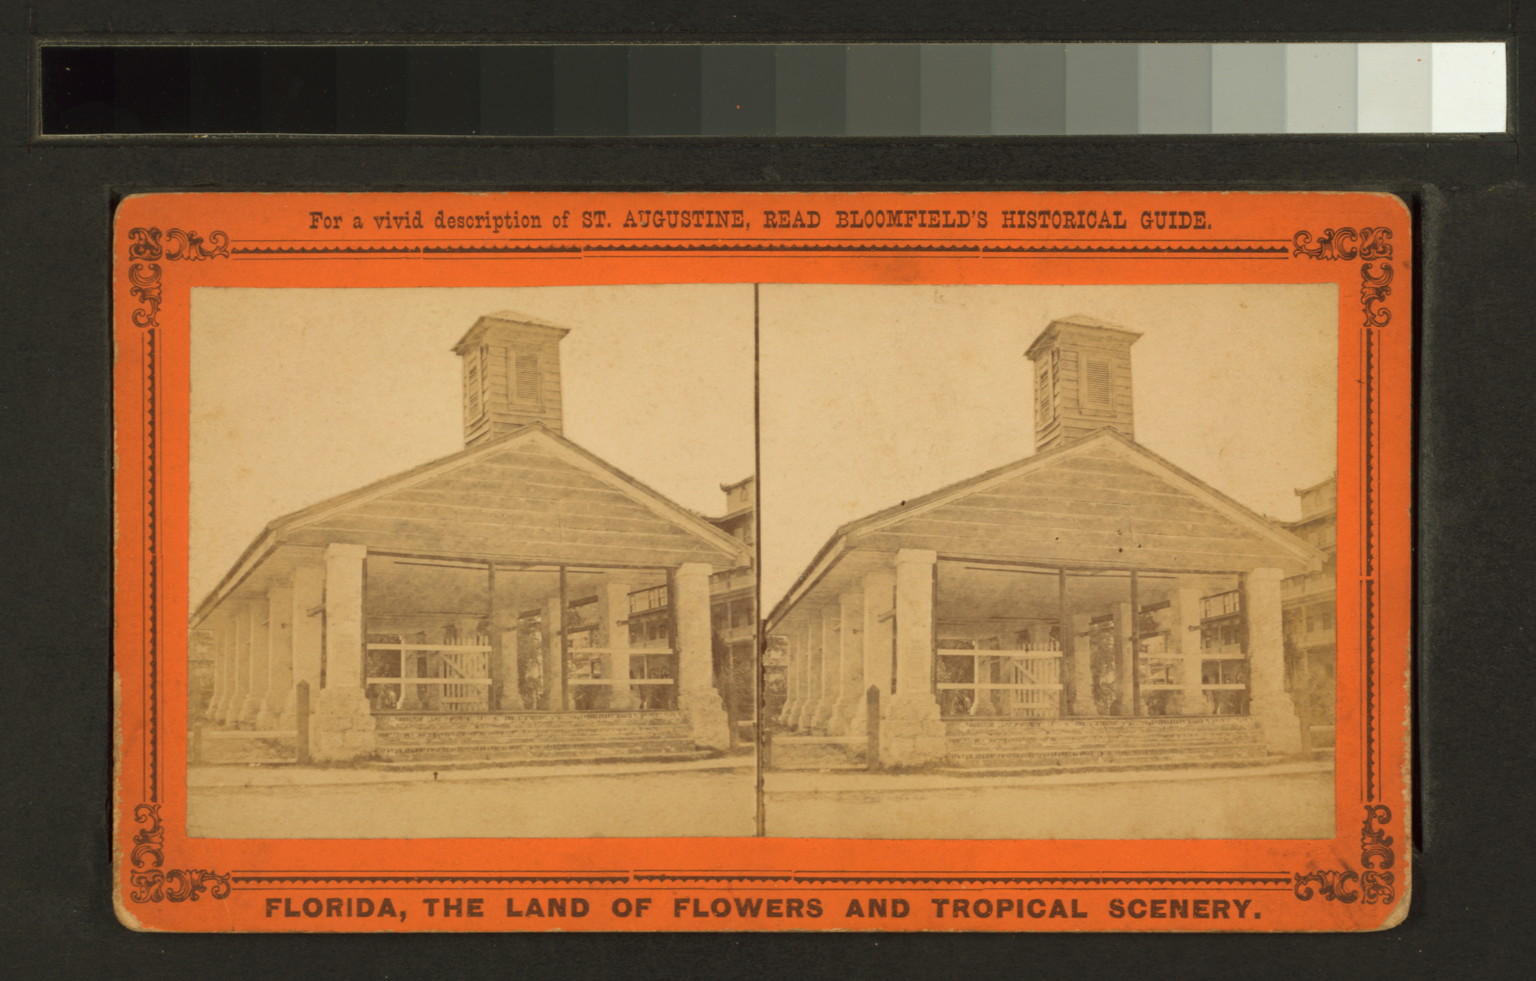 For a vivid description of ST. AUGUSTINE, READ BLOOMFIELD'S HISTORICAL GUIDE.
FLORIDA, THE LAND OF FLOWERS AND TROPICAL SCENERY.